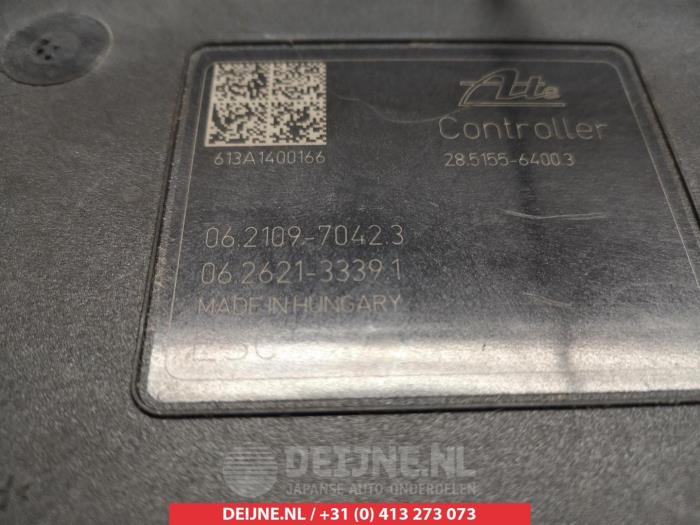 Ate
Controller
613A1400166
28.5155-6400.3
06.2109-7042.3
06.2621-3339.1
MADE IN HUNGARY
ESC
DEIJNE.NL
JAPANSE AUTO-ONDERDELEN
DEIJNE.NL / +31 (0) 413 273 073